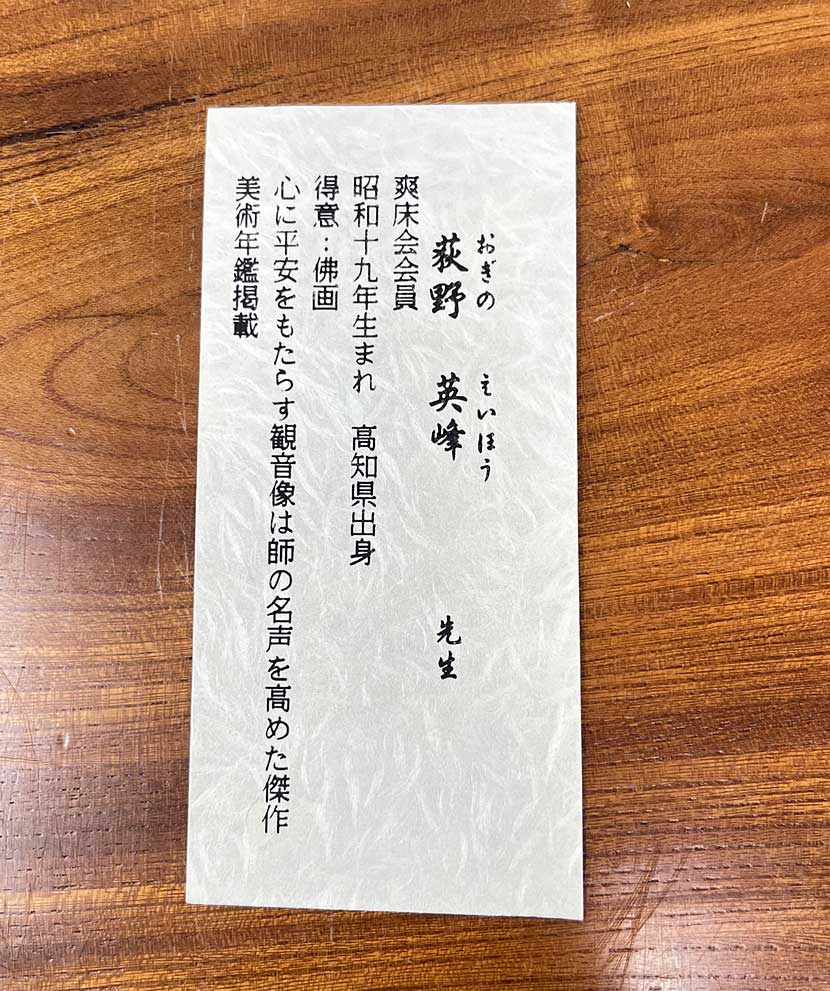 おぎの　えいほう
荻野　英峰　先生
爽床会会員
昭和十九年生まれ　高知県出身
得意：佛画
心に平安をもたらす観音像は師の名声を高めた傑作
美術年鑑掲載